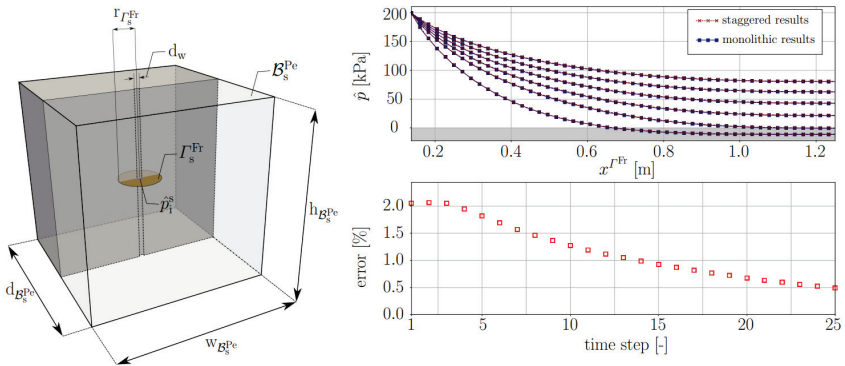 r_{Γ_s^{Fr}}
d_w
B_s^{Pe}
Γ_s^{Fr}
p̂_i^s
h_{B_s^{Pe}}
d_{B_s^{Pe}}
w_{B_s^{Pe}}
200
150
100
50
0
p̂ [kPa]
staggered results
monolithic results
0.2 0.4 0.6 0.8 1.0 1.2
x^{Γ^{Fr}} [m]
2.0
1.5
1.0
0.5
0.0
error [%]
1 5 10 15 20 25
time step [-]